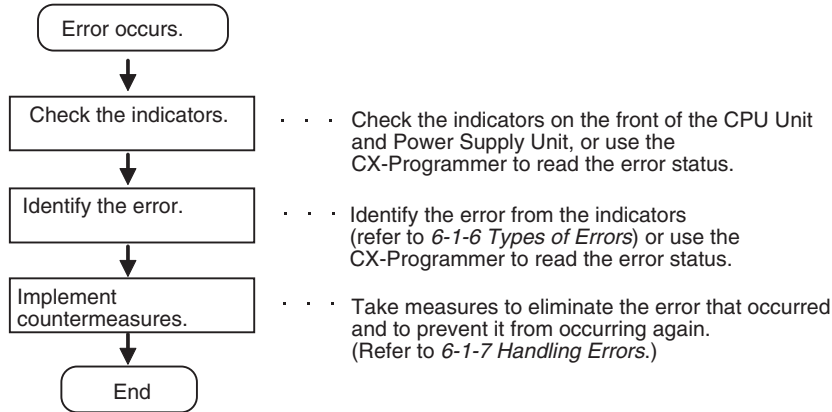 Error occurs.
Check the indicators.
. . . Check the indicators on the front of the CPU Unit
and Power Supply Unit, or use the
CX-Programmer to read the error status.
Identify the error.
. . . Identify the error from the indicators
(refer to 6-1-6 Types of Errors) or use the
CX-Programmer to read the error status.
Implement
countermeasures.
. . . Take measures to eliminate the error that occurred
and to prevent it from occurring again.
(Refer to 6-1-7 Handling Errors.)
End